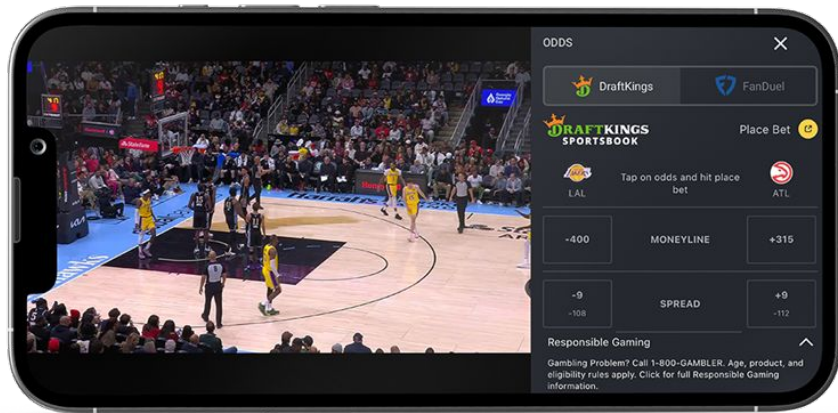 ODDS
DraftKings
FanDuel
DRAFTKINGS
SPORTSBOOK
Place Bet
LAL
Tap on odds and hit place
bet
ATL
-400
MONEYLINE
+315
-9
-108
SPREAD
+9
-112
Responsible Gaming
Gambling Problem? Call 1-800-GAMBLER. Age, product, and
eligibility rules apply. Click for full Responsible Gaming
information.
StateFarm